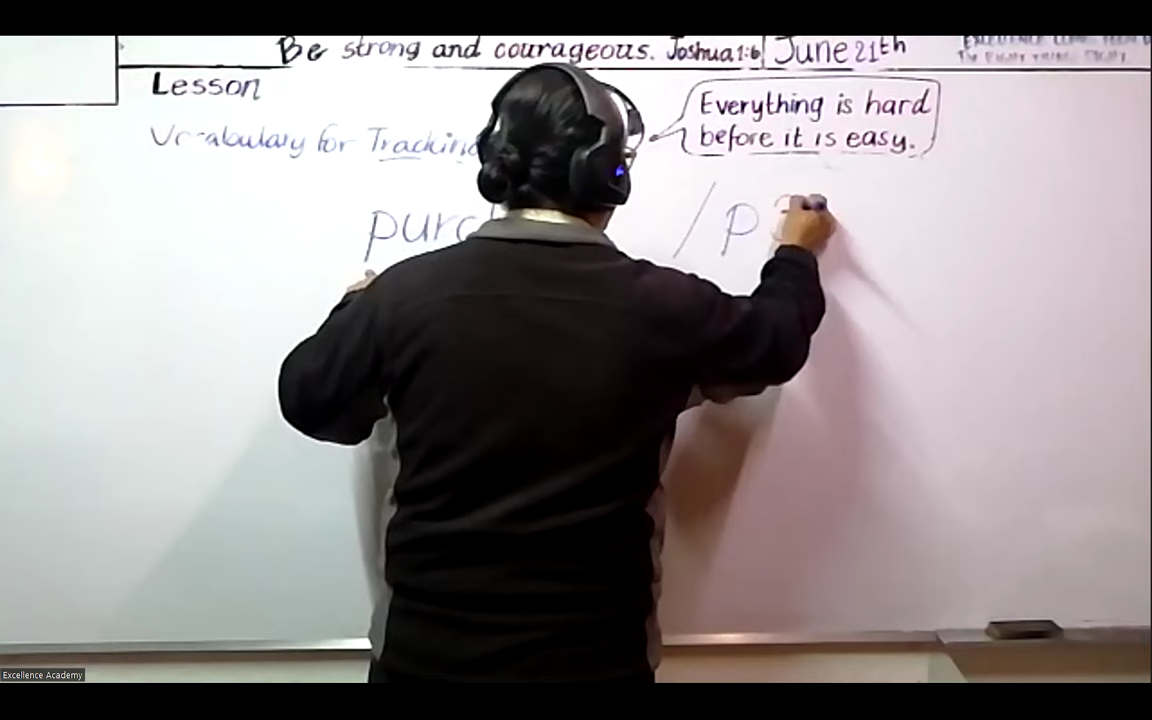 Be strong and courageous. Joshua 1:6 June 21th
Lesson
Everything is hard
before it is easy.
for Tracking
purc / p 3
Excellence Academy